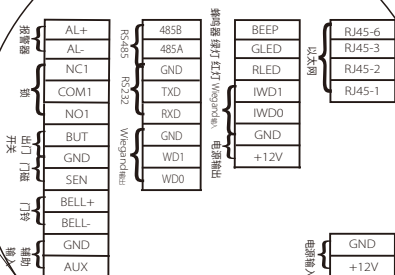 报警器
AL+
AL-
锁
NC1
COM1
NO1
出门开关
BUT
GND
门磁
SEN
门铃
BELL+
BELL-
辅助输入
GND
AUX
RS485
485B
485A
RS232
GND
TXD
RXD
Wiegand输出
GND
WD1
WD0
蜂鸣器
BEEP
绿灯
GLED
红灯
RLED
Wiegand输入
IWD1
IWD0
GND
电源输出
+12V
以太网
RJ45-6
RJ45-3
RJ45-2
RJ45-1
电源输入
GND
+12V